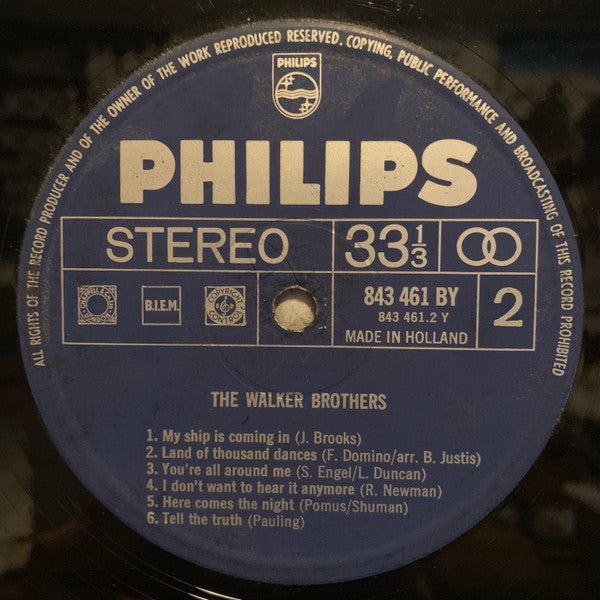 ALL RIGHTS OF THE RECORD PRODUCER AND OF THE OWNER OF THE WORK REPRODUCED RESERVED. COPYING, PUBLIC PERFORMANCE AND BROADCASTING OF THIS RECORD PROHIBITED
PHILIPS
PHILIPS
STEREO 33 1/3
B.I.E.M. 843 461 BY 2
843 461.2 Y
MADE IN HOLLAND
THE WALKER BROTHERS
1. My ship is coming in (J. Brooks)
2. Land of thousand dances (F. Domino/arr. B. Justis)
3. You're all around me (S. Engel/L. Duncan)
4. I don't want to hear it anymore (R. Newman)
5. Here comes the night (Pomus/Shuman)
6. Tell the truth (Pauling)